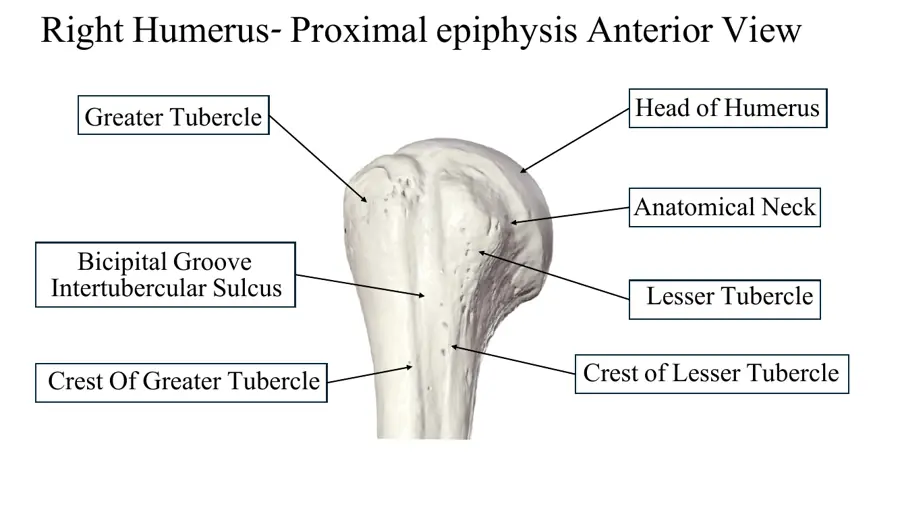 Right Humerus- Proximal epiphysis Anterior View
Greater Tubercle
Head of Humerus
Anatomical Neck
Bicipital Groove
Intertubercular Sulcus
Lesser Tubercle
Crest Of Greater Tubercle
Crest of Lesser Tubercle